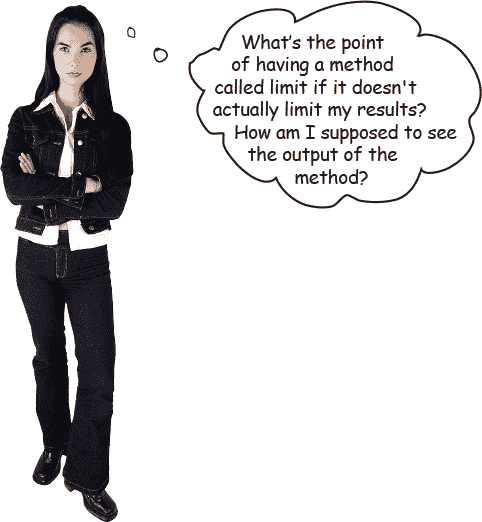 What's the point
of having a method
called limit if it doesn't
actually limit my results?
How am I supposed to see
the output of the
method?